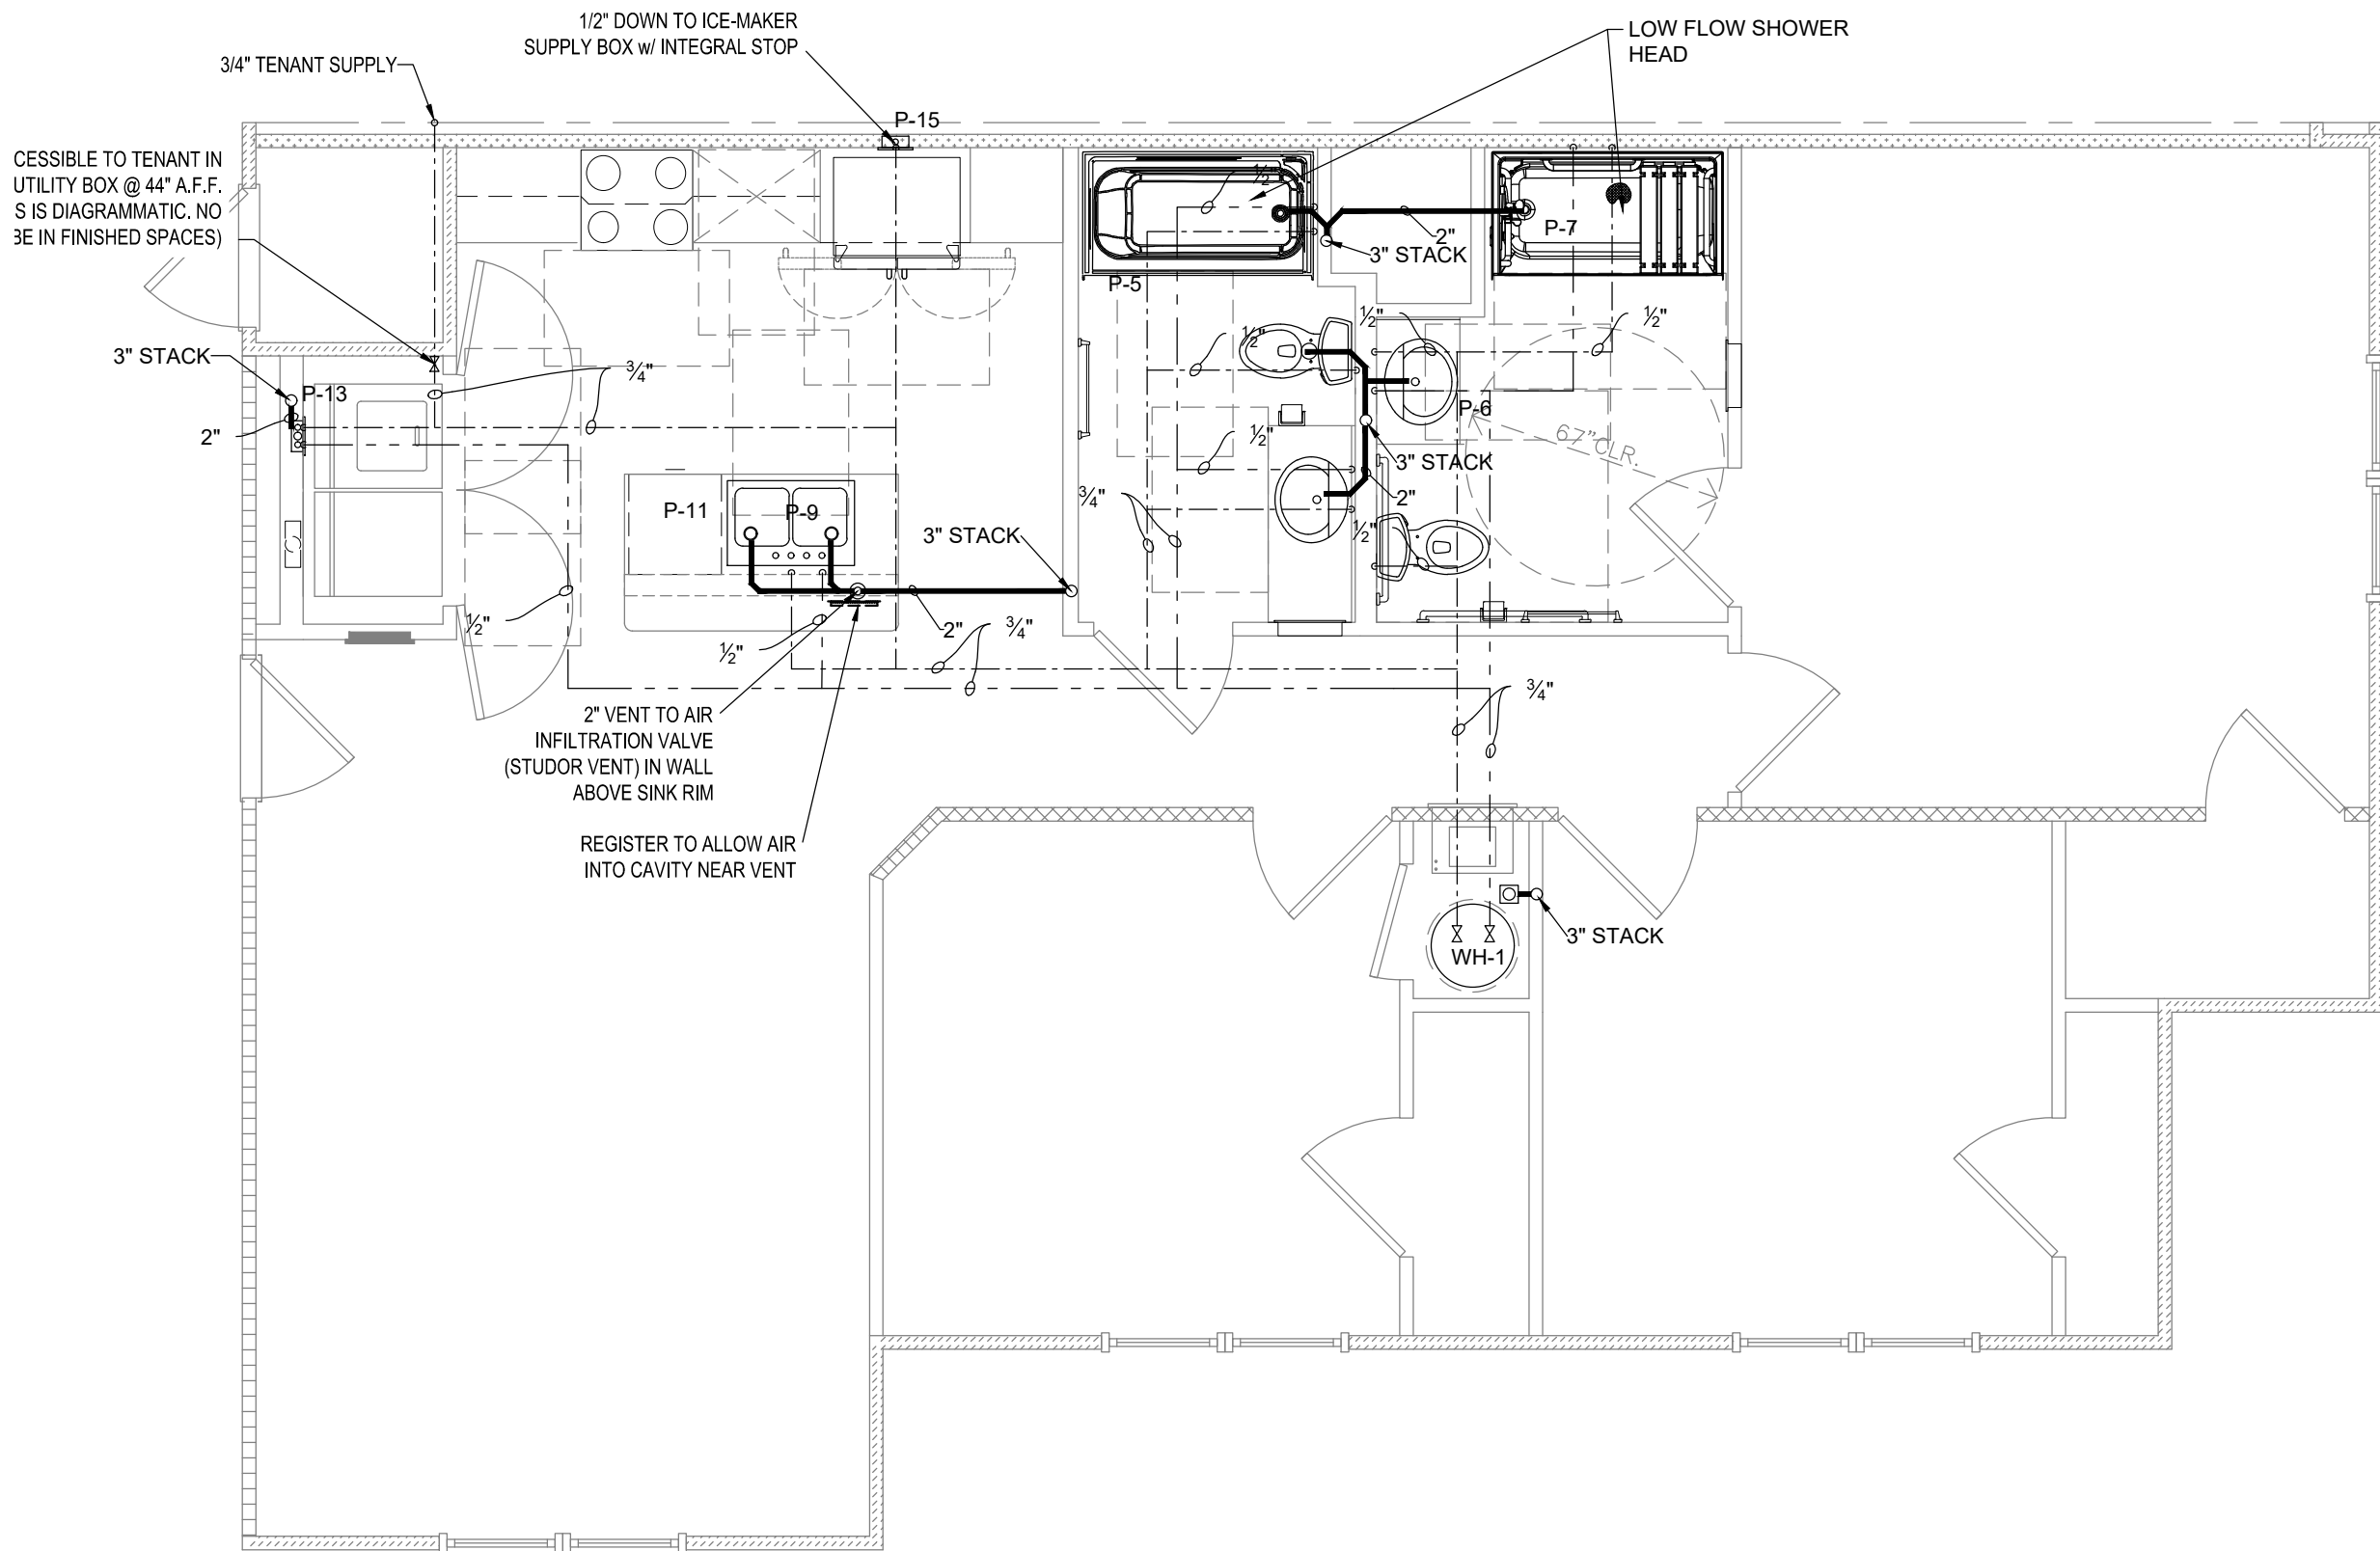 1/2" DOWN TO ICE-MAKER
SUPPLY BOX w/ INTEGRAL STOP
LOW FLOW SHOWER
HEAD
3/4" TENANT SUPPLY
P-15
CESSIBLE TO TENANT IN
UTILITY BOX @ 44" A.F.F.
S IS DIAGRAMMATIC. NO
BE IN FINISHED SPACES)
½"
P-7
2"
3" STACK
P-5
½"
½"
½"
3" STACK
¾"
P-13
P-6
2"
67" CLR.
½"
3" STACK
¾"
2"
P-11
P-9
½"
3" STACK
½"
2"
¾"
½"
¾"
2" VENT TO AIR
INFILTRATION VALVE
(STUDOR VENT) IN WALL
ABOVE SINK RIM
REGISTER TO ALLOW AIR
INTO CAVITY NEAR VENT
3" STACK
WH-1